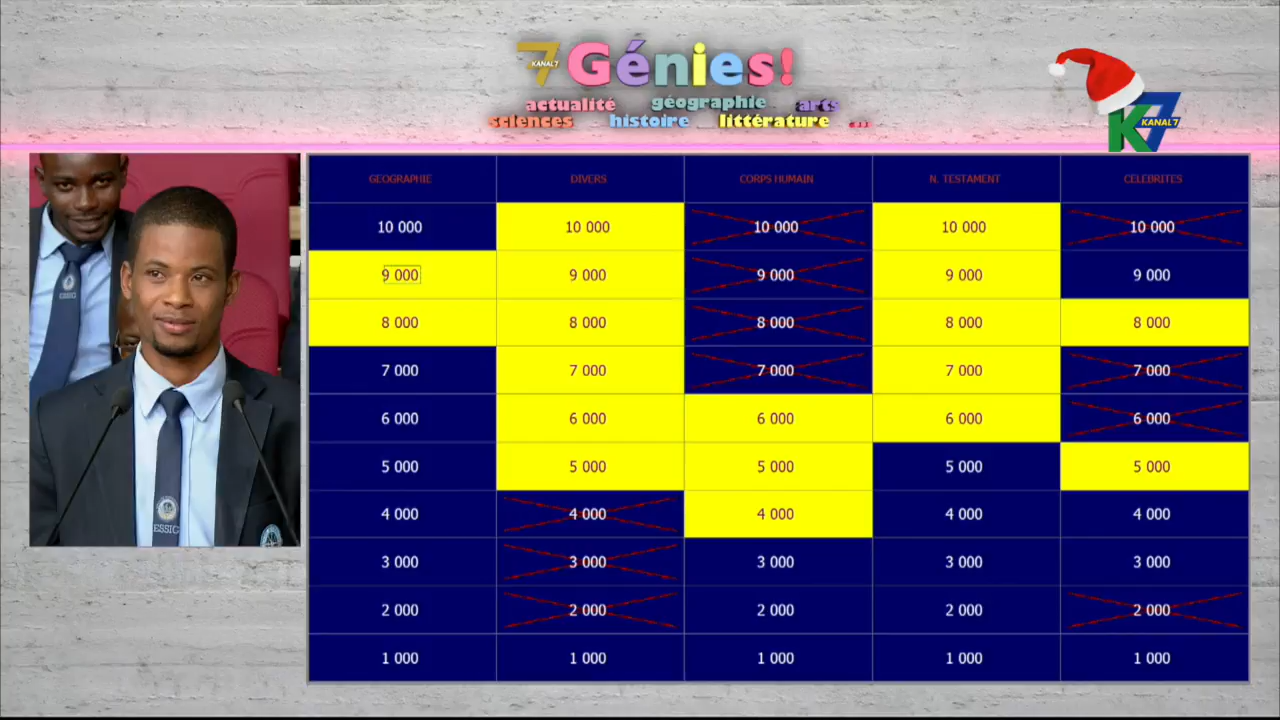 7 KANAL7 Génies!
actualité géographie arts
sciences histoire littérature ...
K7 KANAL7
GEOGRAPHIE DIVERS CORPS HUMAIN N. TESTAMENT CELEBRITES
10 000 10 000 10 000 10 000 10 000
9 000 9 000 9 000 9 000 9 000
8 000 8 000 8 000 8 000 8 000
7 000 7 000 7 000 7 000 7 000
6 000 6 000 6 000 6 000 6 000
5 000 5 000 5 000 5 000 5 000
4 000 4 000 4 000 4 000 4 000
3 000 3 000 3 000 3 000 3 000
2 000 2 000 2 000 2 000 2 000
1 000 1 000 1 000 1 000 1 000
ESSIG